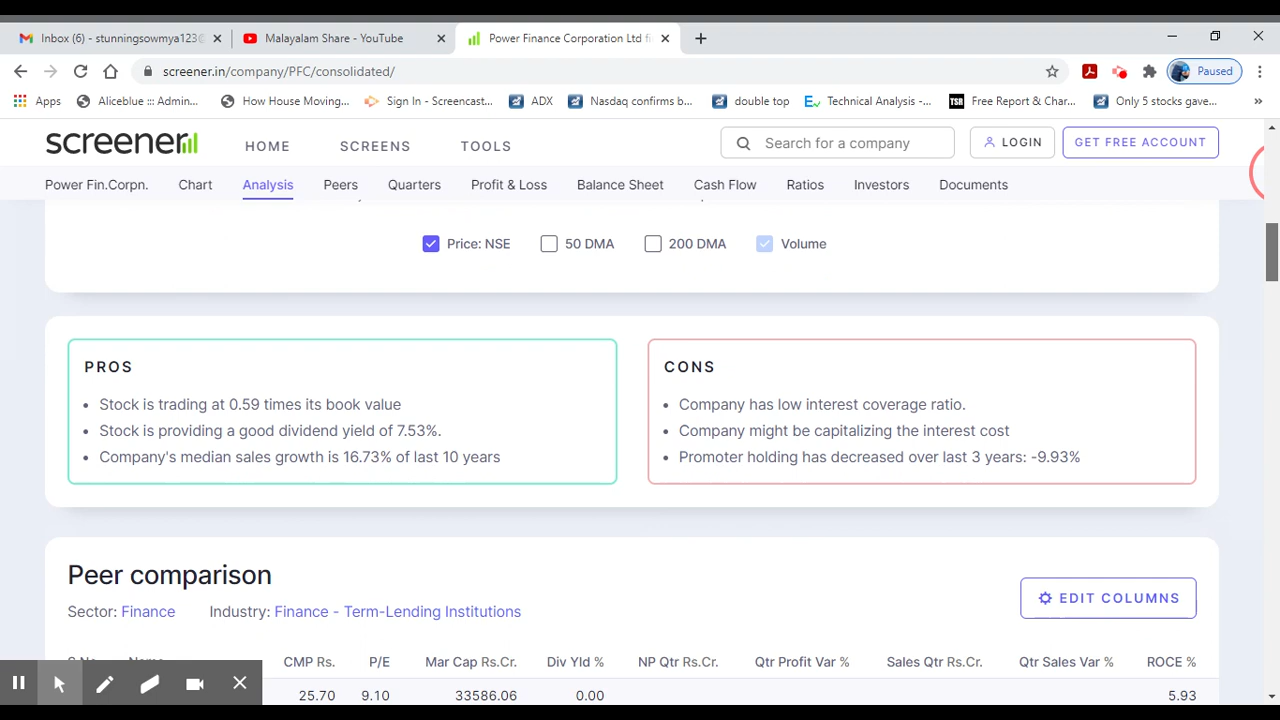 Inbox (6) - stunningsowmya123@
Malayalam Share - YouTube
Power Finance Corporation Ltd fi
screener.in/company/PFC/consolidated/
Paused
Apps
Aliceblue ::: Admin...
How House Moving...
Sign In - Screencast...
ADX
Nasdaq confirms b...
double top
Technical Analysis -...
TSR
Free Report & Char...
Only 5 stocks gave...
»
screener
HOME
SCREENS
TOOLS
Search for a company
LOGIN
GET FREE ACCOUNT
Power Fin.Corpn.
Chart
Analysis
Peers
Quarters
Profit & Loss
Balance Sheet
Cash Flow
Ratios
Investors
Documents
Price: NSE
50 DMA
200 DMA
Volume
PROS
• Stock is trading at 0.59 times its book value
• Stock is providing a good dividend yield of 7.53%.
• Company's median sales growth is 16.73% of last 10 years
CONS
• Company has low interest coverage ratio.
• Company might be capitalizing the interest cost
• Promoter holding has decreased over last 3 years: -9.93%
Peer comparison
Sector: Finance Industry: Finance - Term-Lending Institutions
EDIT COLUMNS
CMP Rs. P/E Mar Cap Rs.Cr. Div Yld % NP Qtr Rs.Cr. Qtr Profit Var % Sales Qtr Rs.Cr. Qtr Sales Var % ROCE %
25.70 9.10 33586.06 0.00 5.93